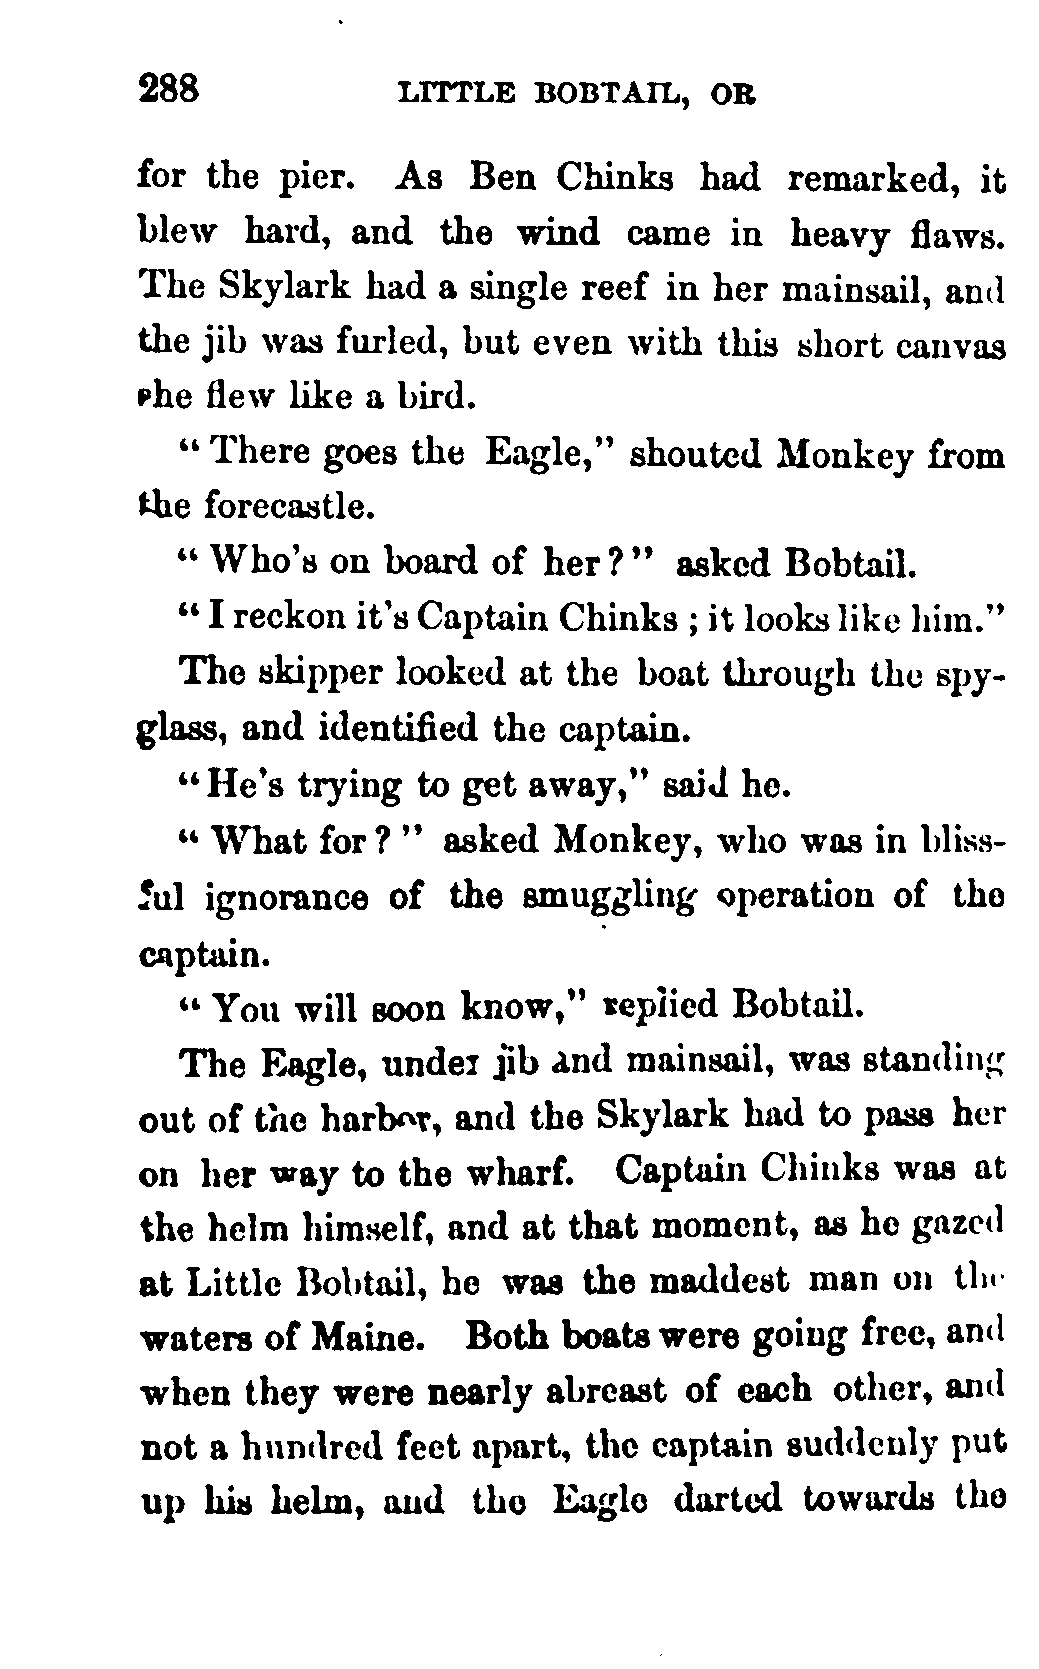 288 LITTLE BOBTAIL, OR
for the pier. As Ben Chinks had remarked, it
blew hard, and the wind came in heavy flaws.
The Skylark had a single reef in her mainsail, and
the jib was furled, but even with this short canvas
she flew like a bird.
"There goes the Eagle," shouted Monkey from
the forecastle.
"Who's on board of her?" asked Bobtail.
"I reckon it's Captain Chinks; it looks like him."
The skipper looked at the boat through the spy-
glass, and identified the captain.
"He's trying to get away," said he.
"What for?" asked Monkey, who was in bliss-
ful ignorance of the smuggling operation of the
captain.
"You will soon know," replied Bobtail.
The Eagle, under jib and mainsail, was standing
out of the harbor, and the Skylark had to pass her
on her way to the wharf. Captain Chinks was at
the helm himself, and at that moment, as he gazed
at Little Bobtail, he was the maddest man on the
waters of Maine. Both boats were going free, and
when they were nearly abreast of each other, and
not a hundred feet apart, the captain suddenly put
up his helm, and the Eagle darted towards the